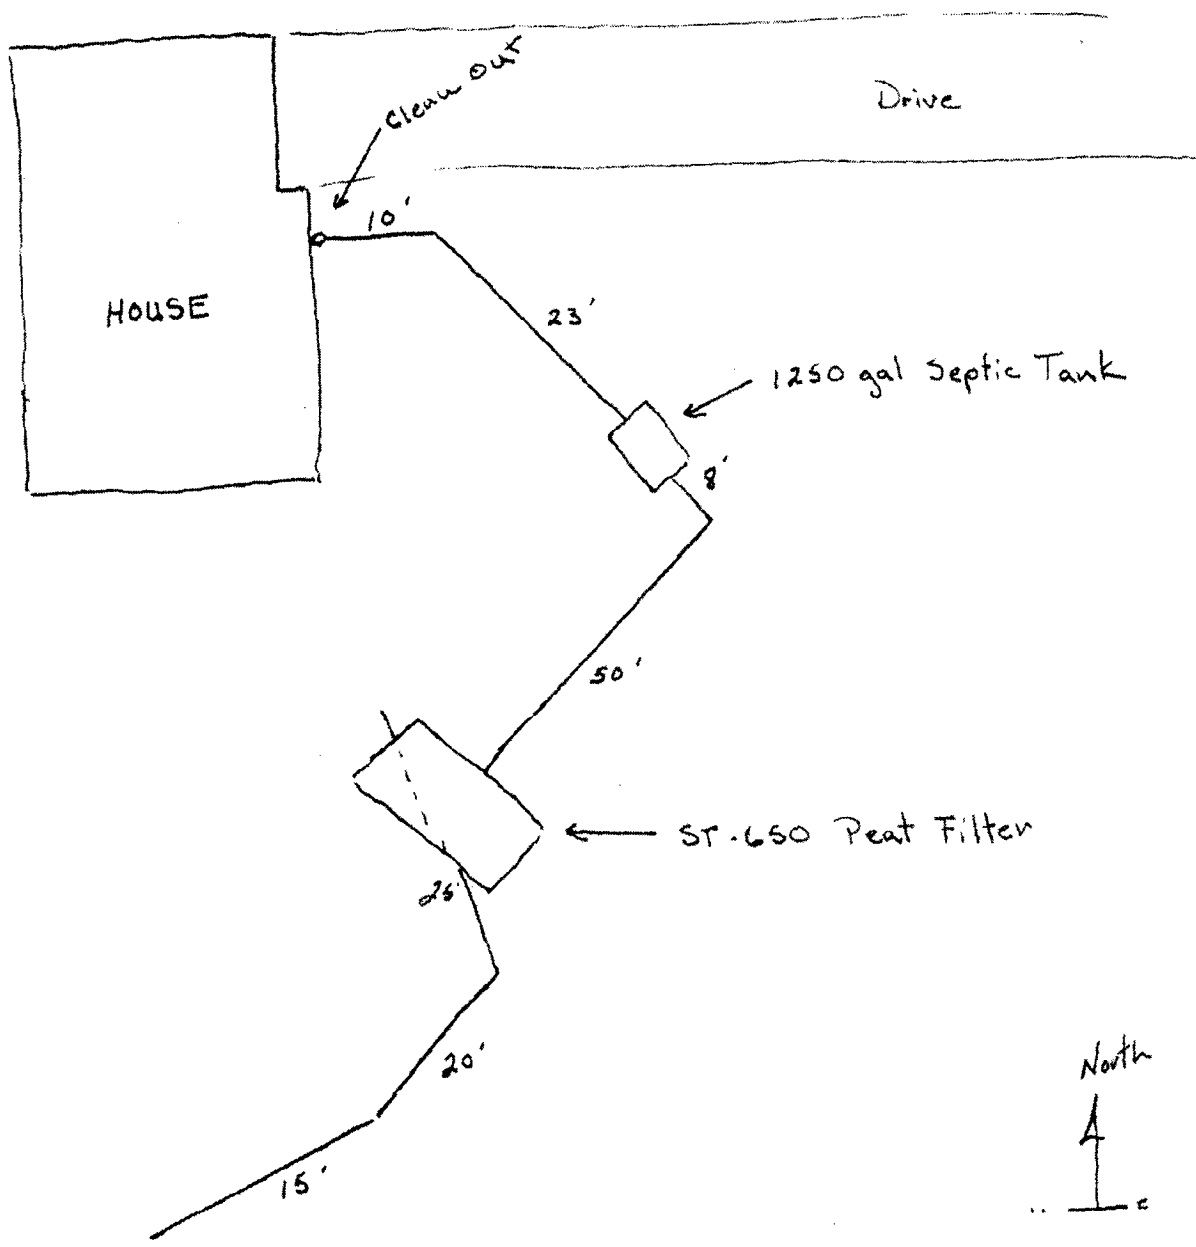 Clean Out
Drive
10'
HOUSE
23'
1250 gal Septic Tank
8'
50'
ST-650 Peat Filter
25'
20'
North
15'